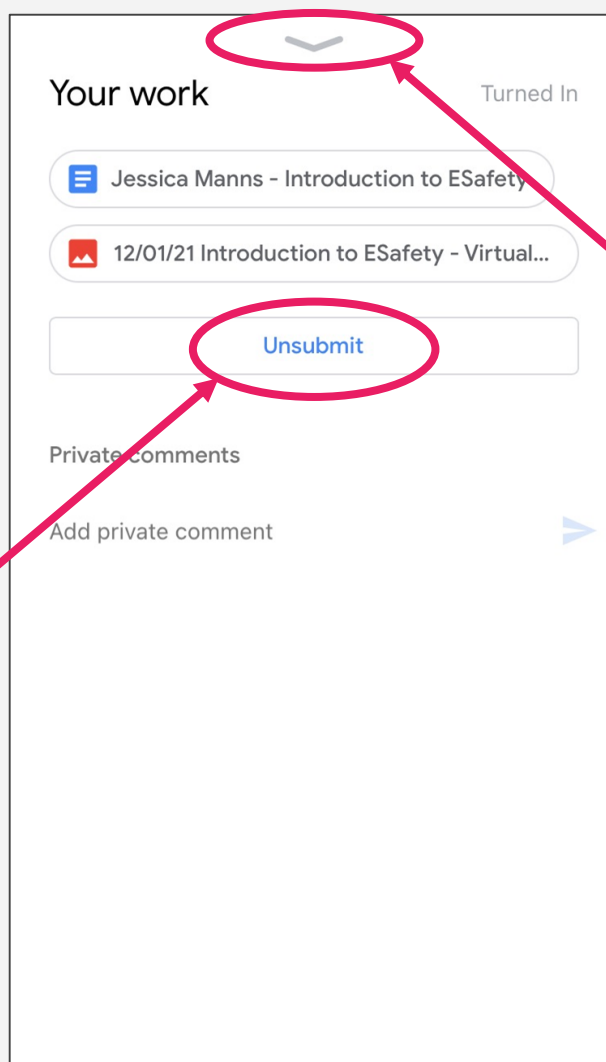 Your work
Turned In
Jessica Manns - Introduction to ESafety
12/01/21 Introduction to ESafety - Virtual...
Unsubmit
Private comments
Add private comment